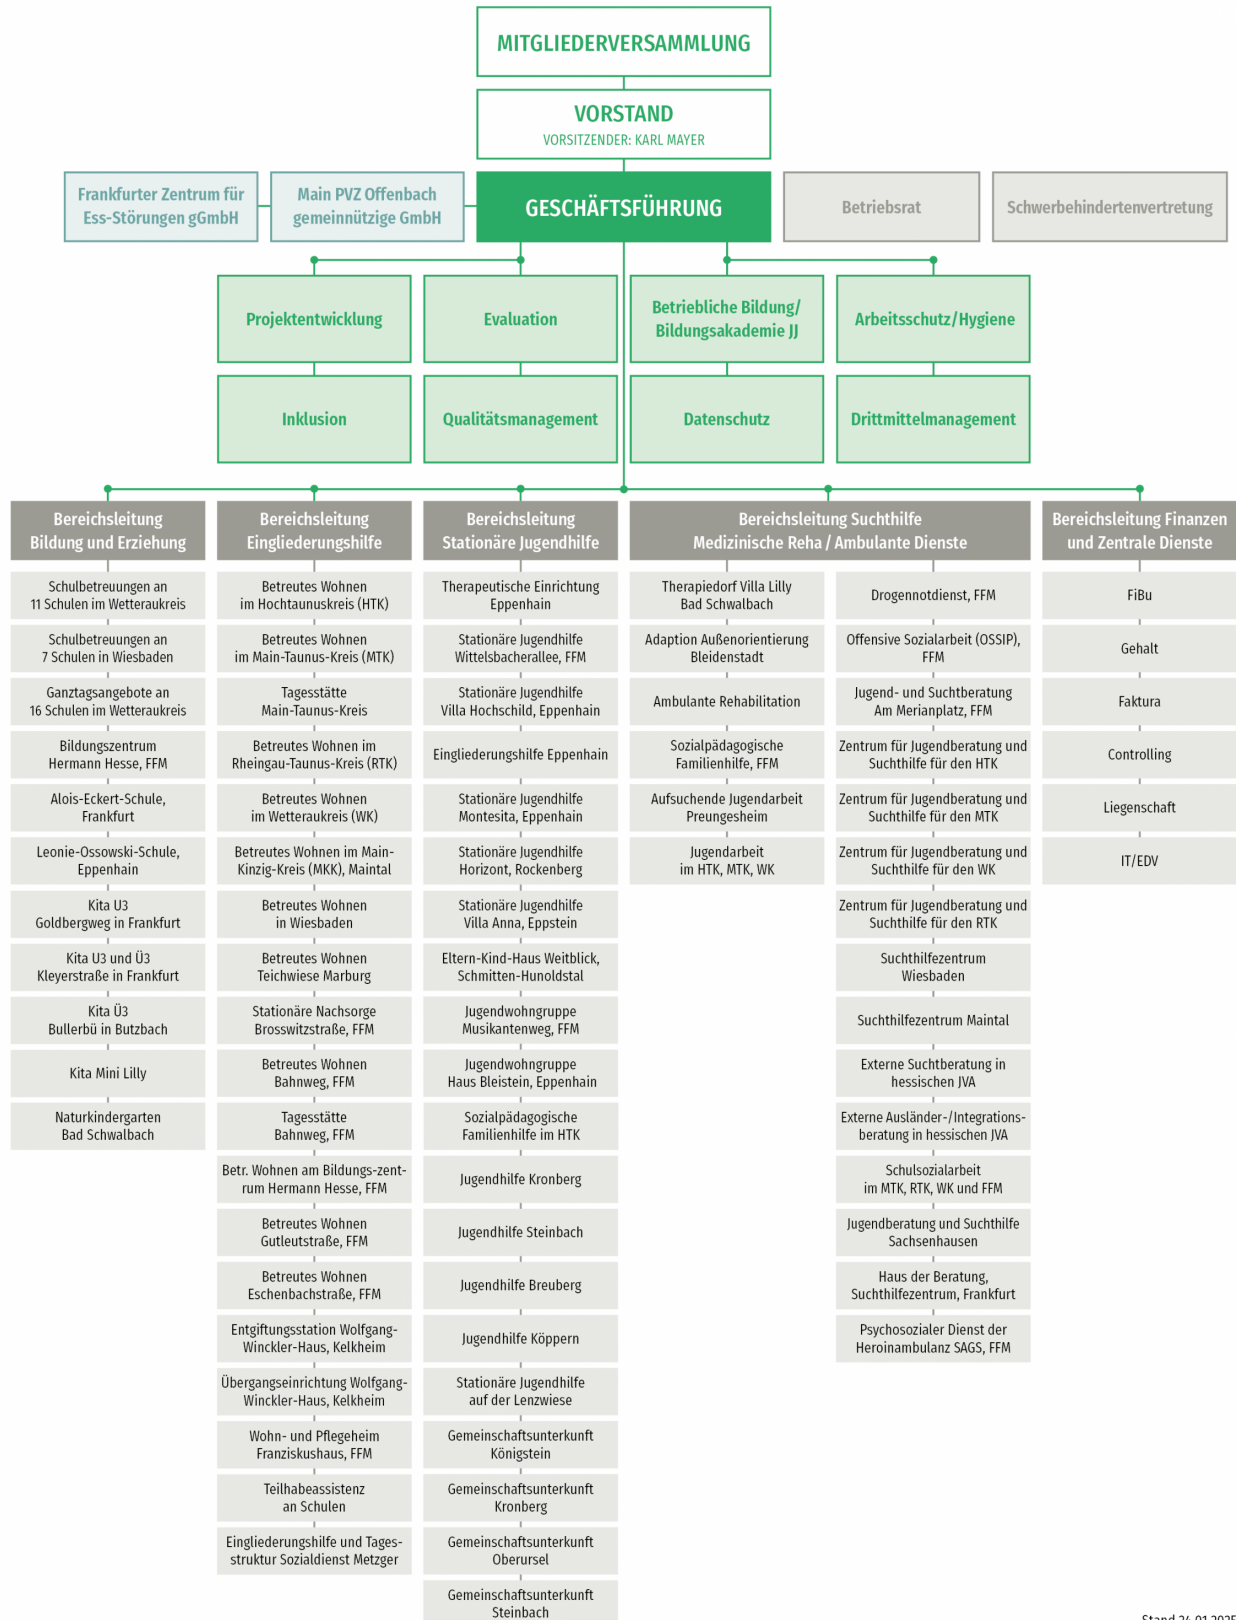 MITGLIEDERVERSAMMLUNG
VORSTAND
VORSITZENDER: KARL MAYER
Frankfurter Zentrum für
Ess-Störungen gGmbH
Main PVZ Offenbach
gemeinnützige GmbH
GESCHÄFTSFÜHRUNG
Betriebsrat
Schwerbehindertenvertretung
Projektentwicklung
Evaluation
Betriebliche Bildung/
Bildungsakademie JJ
Arbeitsschutz/Hygiene
Inklusion
Qualitätsmanagement
Datenschutz
Drittmittelmanagement
Bereichsleitung
Bildung und Erziehung
Schulbetreuungen an
11 Schulen im Wetteraukreis
Schulbetreuungen an
7 Schulen in Wiesbaden
Ganztagsangebote an
16 Schulen im Wetteraukreis
Bildungszentrum
Hermann Hesse, FFM
Alois-Eckert-Schule,
Frankfurt
Leonie-Ossowski-Schule,
Eppenhain
Kita U3
Goldbergweg in Frankfurt
Kita U3 und Ü3
Kleyerstraße in Frankfurt
Kita Ü3
Bullerbü in Butzbach
Kita Mini Lilly
Naturkindergarten
Bad Schwalbach
Bereichsleitung
Eingliederungshilfe
Betreutes Wohnen
im Hochtaunuskreis (HTK)
Betreutes Wohnen
im Main-Taunus-Kreis (MTK)
Tagesstätte
Main-Taunus-Kreis
Betreutes Wohnen im
Rheingau-Taunus-Kreis (RTK)
Betreutes Wohnen
im Wetteraukreis (WK)
Betreutes Wohnen im Main-
Kinzig-Kreis (MKK), Maintal
Betreutes Wohnen
in Wiesbaden
Betreutes Wohnen
Teichwiese Marburg
Stationäre Nachsorge
Brosswitzstraße, FFM
Betreutes Wohnen
Bahnweg, FFM
Tagesstätte
Bahnweg, FFM
Betr. Wohnen am Bildungs-zent-
rum Hermann Hesse, FFM
Betreutes Wohnen
Gutleutstraße, FFM
Betreutes Wohnen
Eschenbachstraße, FFM
Entgiftungsstation Wolfgang-
Winckler-Haus, Kelkheim
Übergangseinrichtung Wolfgang-
Winckler-Haus, Kelkheim
Wohn- und Pflegeheim
Franziskushaus, FFM
Teilhabeassistenz
an Schulen
Eingliederungshilfe und Tages-
struktur Sozialdienst Metzger
Bereichsleitung
Stationäre Jugendhilfe
Therapeutische Einrichtung
Eppenhain
Stationäre Jugendhilfe
Wittelsbacherallee, FFM
Stationäre Jugendhilfe
Villa Hochschild, Eppenhain
Eingliederungshilfe Eppenhain
Stationäre Jugendhilfe
Montesita, Eppenhain
Stationäre Jugendhilfe
Horizont, Rockenberg
Stationäre Jugendhilfe
Villa Anna, Eppstein
Eltern-Kind-Haus Weitblick,
Schmitten-Hunoldstal
Jugendwohngruppe
Musikantenweg, FFM
Jugendwohngruppe
Haus Bleistein, Eppenhain
Sozialpädagogische
Familienhilfe im HTK
Jugendhilfe Kronberg
Jugendhilfe Steinbach
Jugendhilfe Breuberg
Jugendhilfe Köppern
Stationäre Jugendhilfe
auf der Lenzwiese
Gemeinschaftsunterkunft
Königstein
Gemeinschaftsunterkunft
Kronberg
Gemeinschaftsunterkunft
Oberursel
Gemeinschaftsunterkunft
Steinbach
Bereichsleitung Suchthilfe
Medizinische Reha / Ambulante Dienste
Therapiedorf Villa Lilly
Bad Schwalbach
Adaption Außenorientierung
Bleidenstadt
Ambulante Rehabilitation
Sozialpädagogische
Familienhilfe, FFM
Aufsuchende Jugendarbeit
Preungesheim
Jugendarbeit
im HTK, MTK, WK
Drogennotdienst, FFM
Offensive Sozialarbeit (OSSIP),
FFM
Jugend- und Suchtberatung
Am Merianplatz, FFM
Zentrum für Jugendberatung und
Suchthilfe für den HTK
Zentrum für Jugendberatung und
Suchthilfe für den MTK
Zentrum für Jugendberatung und
Suchthilfe für den WK
Zentrum für Jugendberatung und
Suchthilfe für den RTK
Suchthilfezentrum
Wiesbaden
Suchthilfezentrum Maintal
Externe Suchtberatung in
hessischen JVA
Externe Ausländer-/Integrations-
beratung in hessischen JVA
Schulsozialarbeit
im MTK, RTK, WK und FFM
Jugendberatung und Suchthilfe
Sachsenhausen
Haus der Beratung,
Suchthilfezentrum, Frankfurt
Psychosozialer Dienst der
Heroinambulanz SAGS, FFM
Bereichsleitung Finanzen
und Zentrale Dienste
FiBu
Gehalt
Faktura
Controlling
Liegenschaft
IT/EDV
Stand 24.01.2025